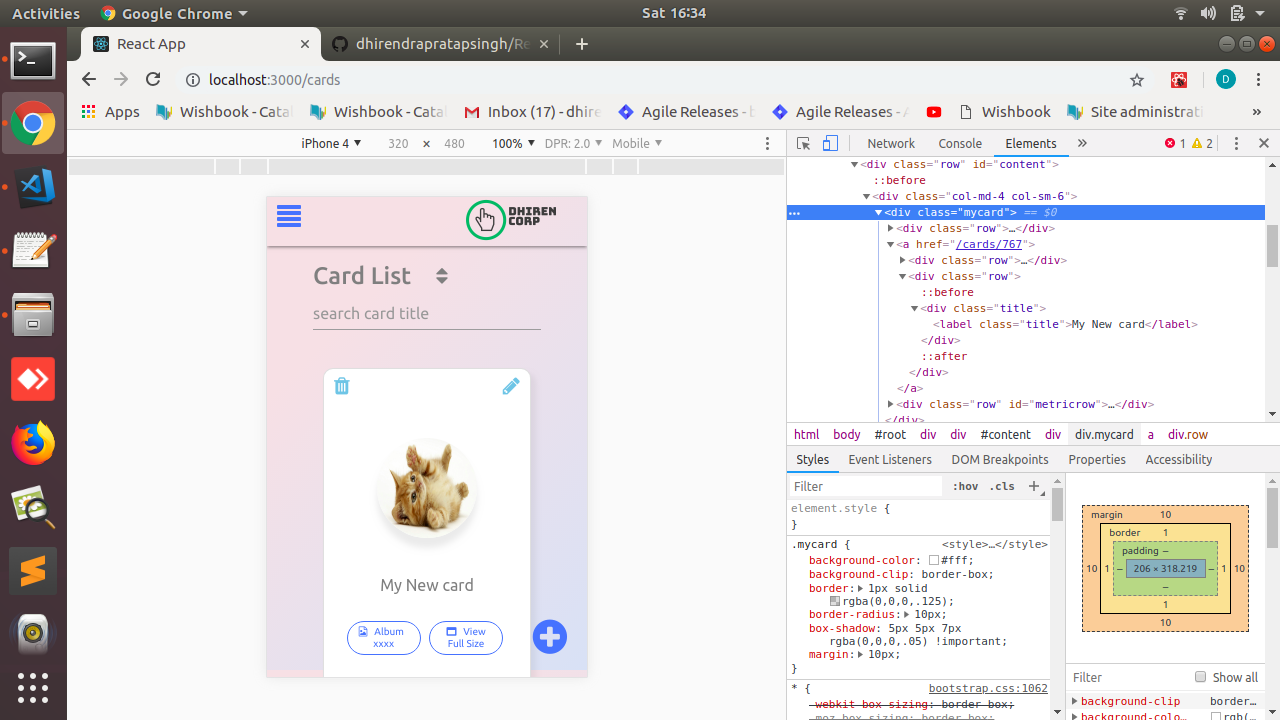 Activities
Google Chrome
Sat 16:34
React App
dhirendrapratapsingh/Re
localhost:3000/cards
D
Apps
Wishbook - Catal
Wishbook - Catal
Inbox (17) - dhire
Agile Releases - b
Agile Releases - A
Wishbook
Site administrati
»
iPhone 4
320 × 480
100%
DPR: 2.0
Mobile
Network
Console
Elements
»
1
2
DHIREN
CORP
Card List
search card title
My New card
Album
xxxx
View
Full Size
<div class="row" id="content">
::before
<div class="col-md-4 col-sm-6">
<div class="mycard"> == $0
<div class="row">…</div>
<a href="/cards/767">
<div class="row">…</div>
<div class="row">
::before
<div class="title">
<label class="title">My New card</label>
</div>
::after
</div>
</a>
<div class="row" id="metricrow">…</div>
</div>
html body #root div div #content div div.mycard a div.row
Styles Event Listeners DOM Breakpoints Properties Accessibility
Filter :hov .cls +
element.style {
}
.mycard { <style>…</style>
background-color: #fff;
background-clip: border-box;
border: 1px solid
rgba(0,0,0,.125);
border-radius: 10px;
box-shadow: 5px 5px 7px
rgba(0,0,0,.05) !important;
margin: 10px;
}
* { bootstrap.css:1062
-webkit-box-sizing: border-box;
-moz-box-sizing: border-box;
margin 10
border 1
padding –
10 1 – 206 × 318.219 – 1 10
–
1
10
Filter Show all
background-clip border…
background-colo… rgb(…